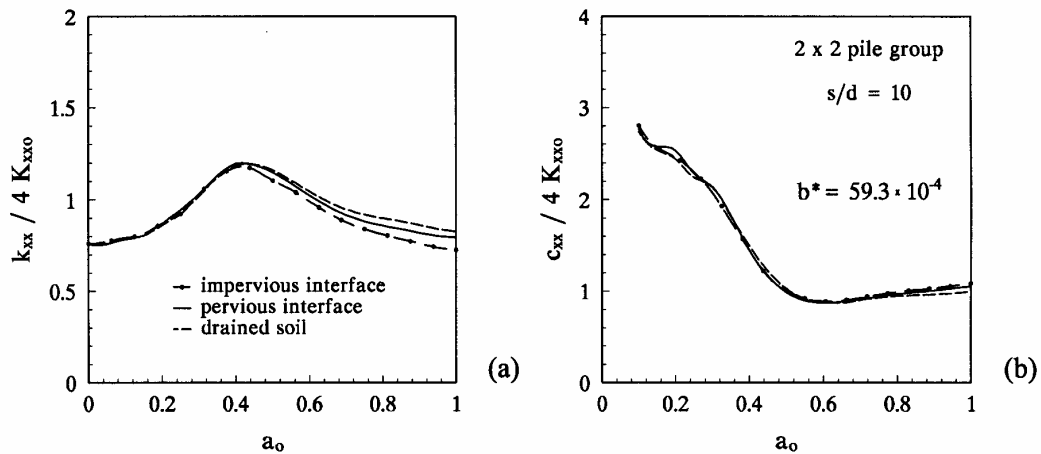 2
1.5
1
0.5
0
k_xx / 4 K_xxo
impervious interface
pervious interface
drained soil
0 0.2 0.4 0.6 0.8 1
a_o
(a)
4
3
2
1
0
c_xx / 4 K_xxo
2 x 2 pile group
s/d = 10
b* = 59.3 · 10⁻⁴
0 0.2 0.4 0.6 0.8 1
a_o
(b)